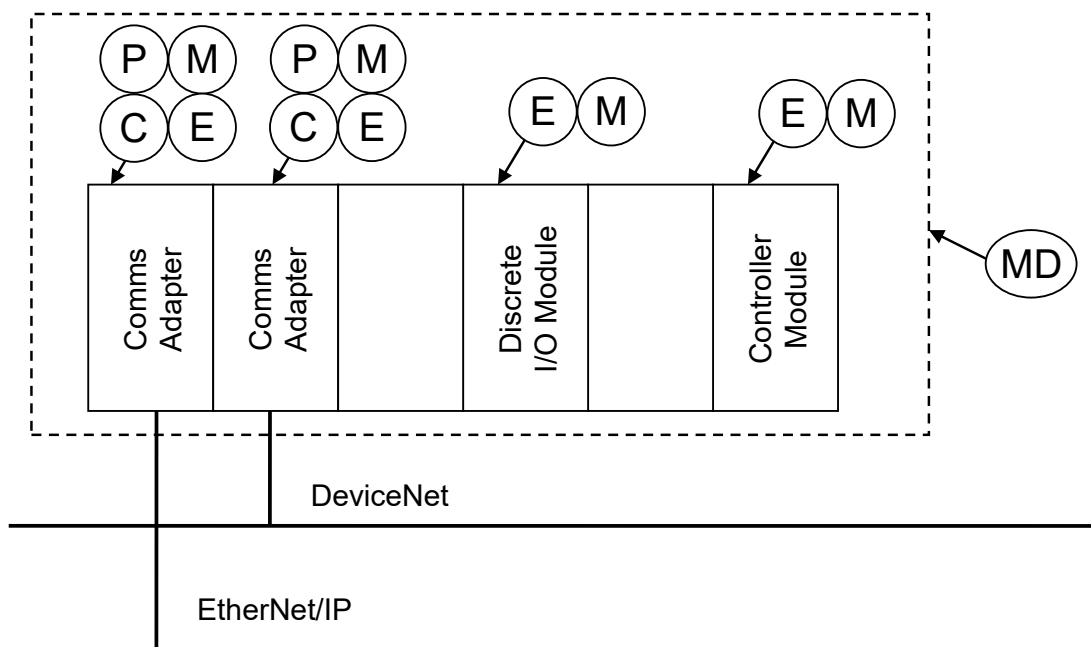 P M P M
C E C E
E M
E M
Comms
Adapter
Comms
Adapter
Discrete
I/O Module
Controller
Module
MD
DeviceNet
EtherNet/IP